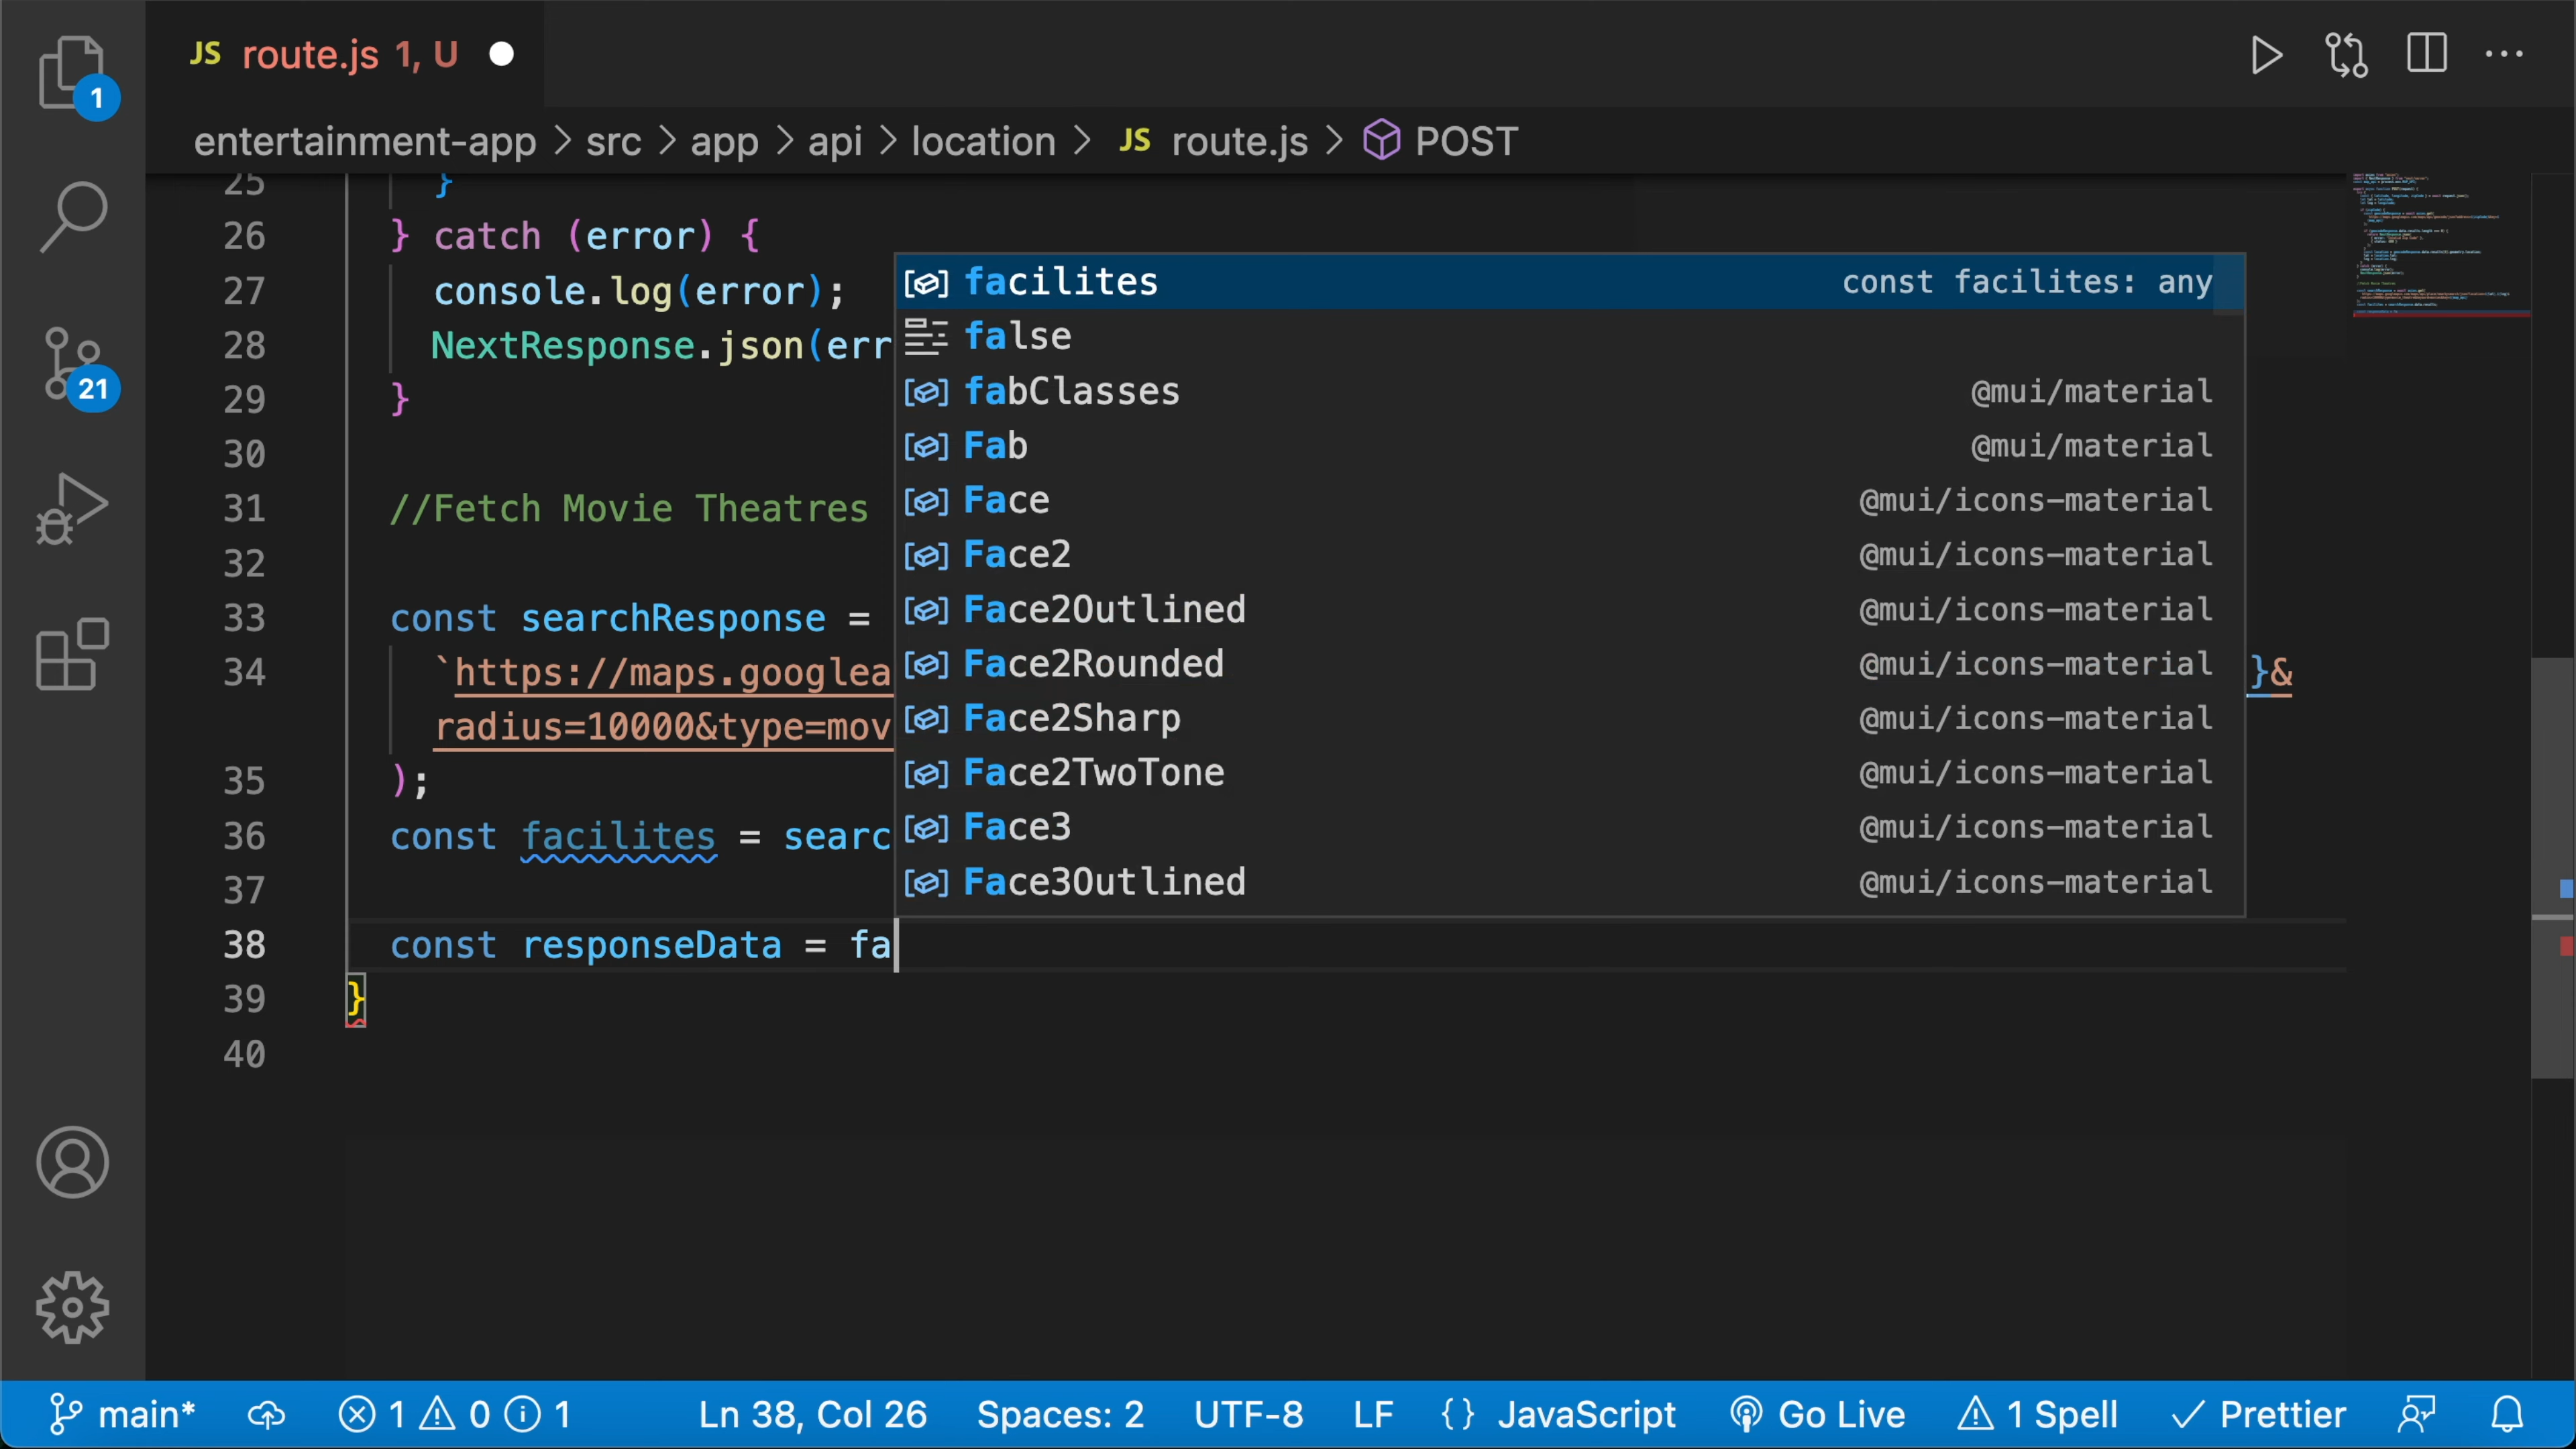 JS route.js 1, U
entertainment-app > src > app > api > location > JS route.js > POST
1
21
25 }
26 } catch (error) {
27 console.log(error);
28 NextResponse.json(err
29 }
30
31 //Fetch Movie Theatres
32
33 const searchResponse =
34 `https://maps.googlea }&
radius=10000&type=mov
35 );
36 const facilites = searc
37
38 const responseData = fa
39 }
40
facilites const facilites: any
false
fabClasses @mui/material
Fab @mui/material
Face @mui/icons-material
Face2 @mui/icons-material
Face2Outlined @mui/icons-material
Face2Rounded @mui/icons-material
Face2Sharp @mui/icons-material
Face2TwoTone @mui/icons-material
Face3 @mui/icons-material
Face3Outlined @mui/icons-material
main* 1 0 1 Ln 38, Col 26 Spaces: 2 UTF-8 LF {} JavaScript Go Live 1 Spell Prettier